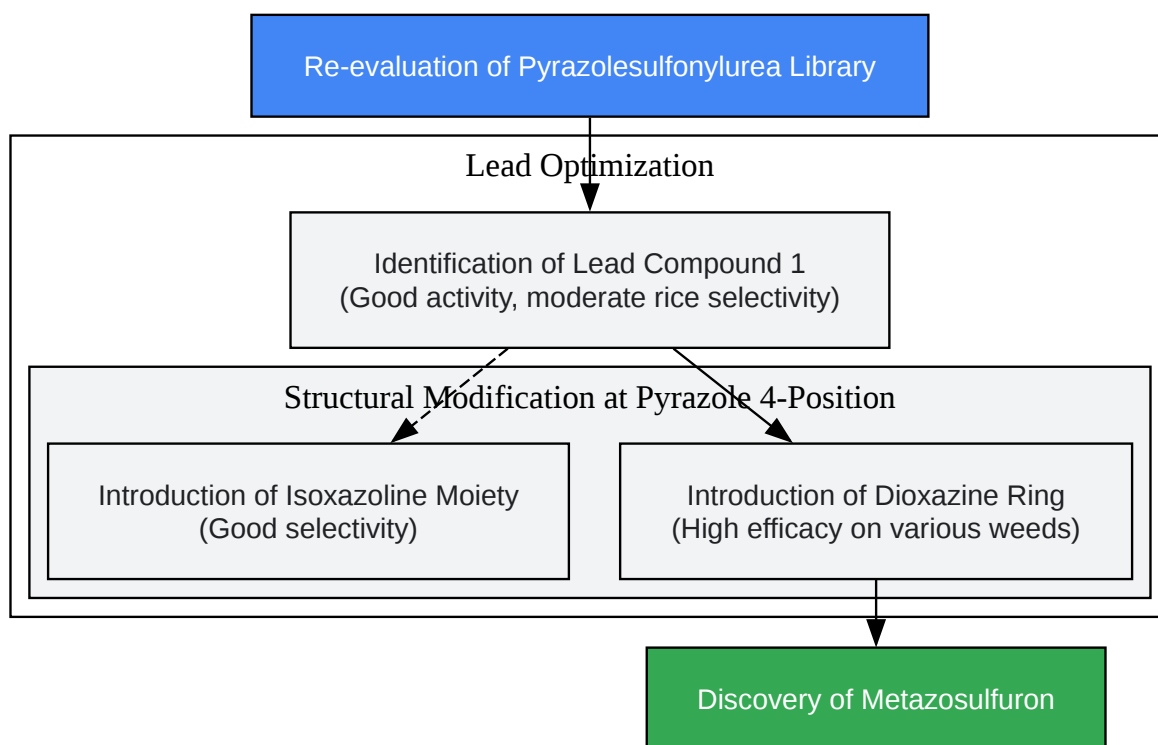 Re-evaluation of Pyrazolesulfonylurea Library
Lead Optimization
Identification of Lead Compound 1
(Good activity, moderate rice selectivity)
Structural Modification at Pyrazole 4-Position
Introduction of Isoxazoline Moiety
(Good selectivity)
Introduction of Dioxazine Ring
(High efficacy on various weeds)
Discovery of Metazosulfuron